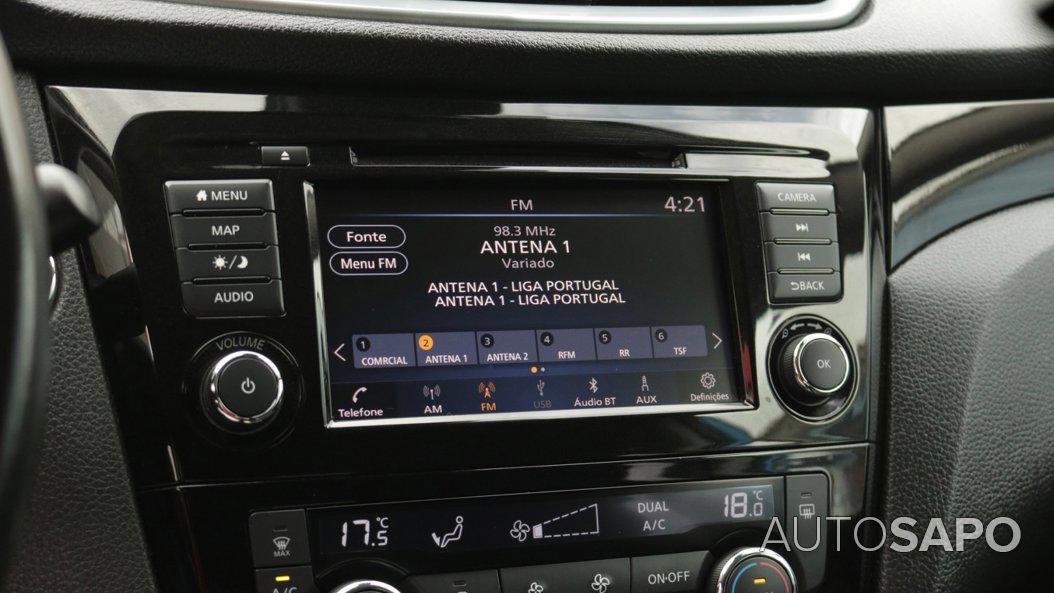 MENU
MAP
AUDIO
VOLUME
FM
4:21
Fonte
Menu FM
98.3 MHz
ANTENA 1
Variado
ANTENA 1 - LIGA PORTUGAL
ANTENA 1 - LIGA PORTUGAL
1 COMRCIAL
2 ANTENA 1
3 ANTENA 2
4 RFM
5 RR
6 TSF
Telefone
AM
FM
USB
Áudio BT
AUX
Definições
CAMERA
BACK
OK
MAX
A/C
17.5 °C
DUAL
A/C
18.0 °C
ON·OFF
AUTOSAPO